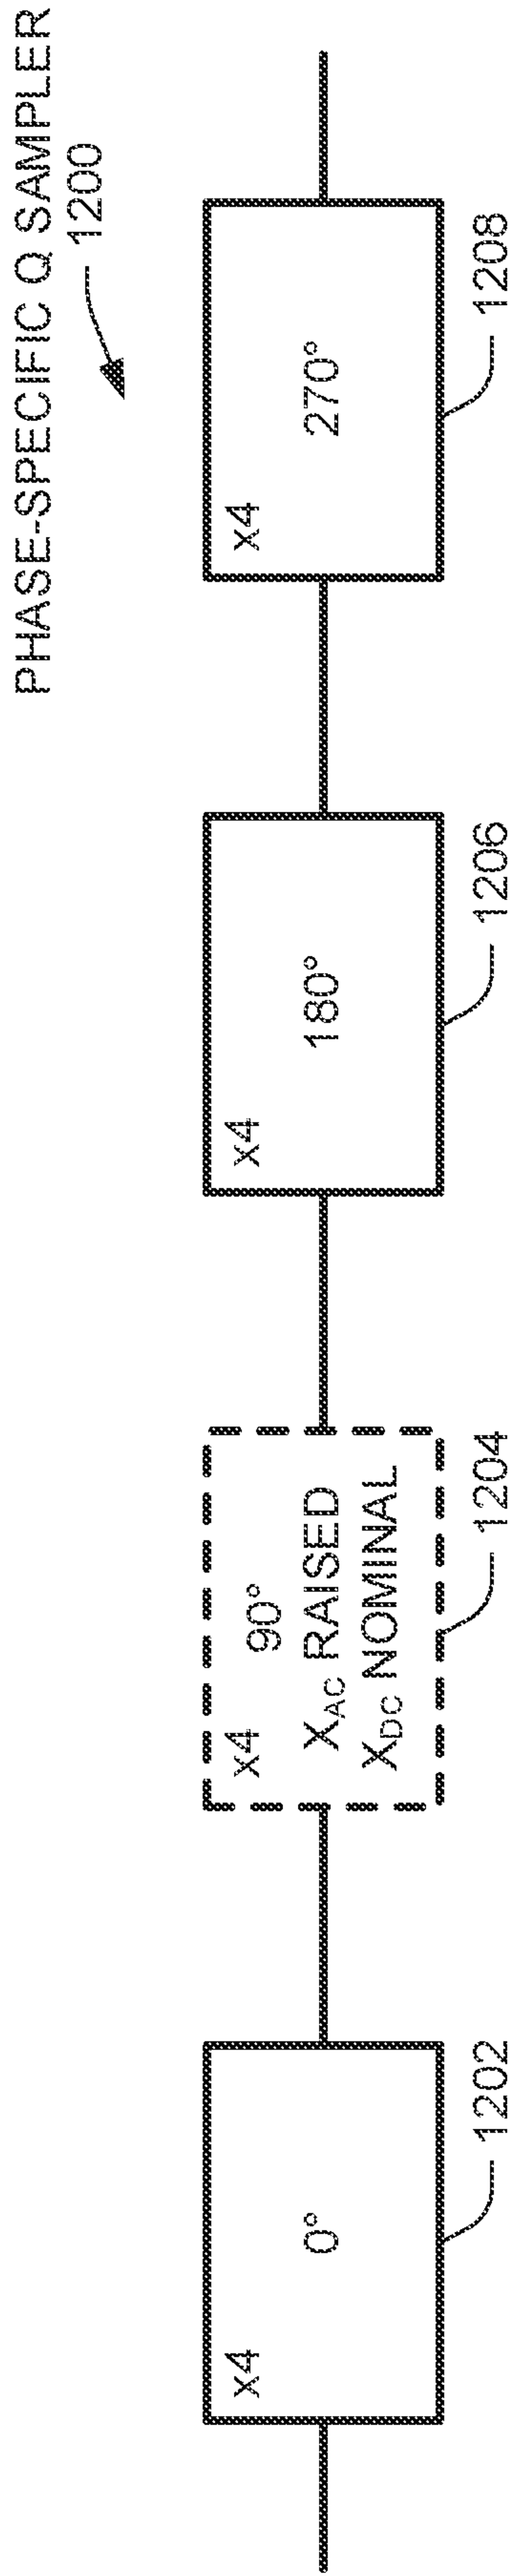 PHASE-SPECIFIC Q SAMPLER
1200
x4
0°
1202
x4
90°
XAC RAISED
XDC NOMINAL
1204
x4
180°
1206
x4
270°
1208